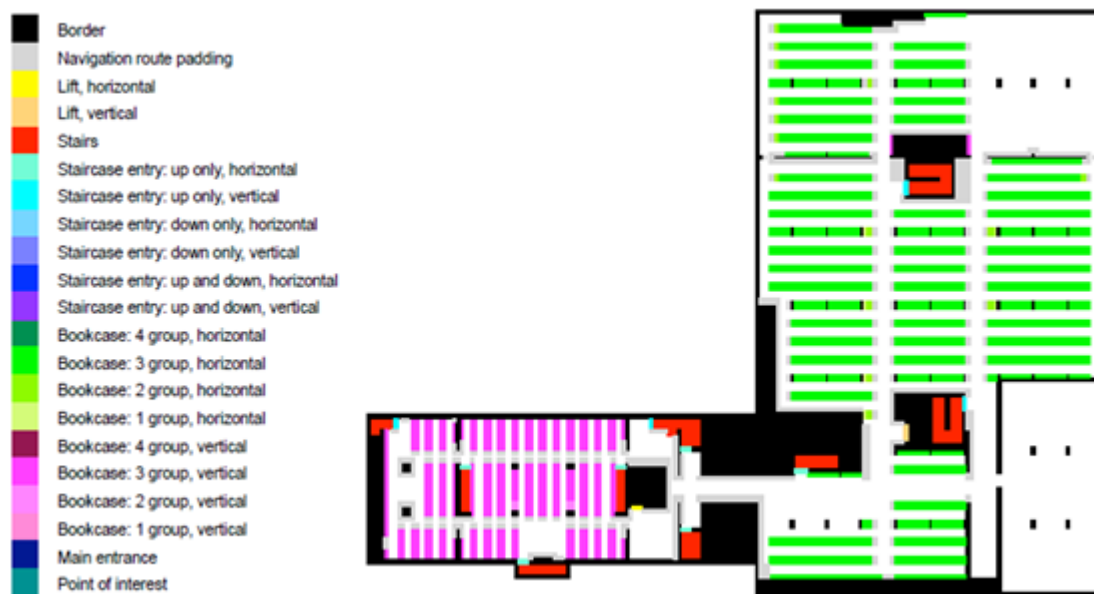 Border
Navigation route padding
Lift, horizontal
Lift, vertical
Stairs
Staircase entry: up only, horizontal
Staircase entry: up only, vertical
Staircase entry: down only, horizontal
Staircase entry: down only, vertical
Staircase entry: up and down, horizontal
Staircase entry: up and down, vertical
Bookcase: 4 group, horizontal
Bookcase: 3 group, horizontal
Bookcase: 2 group, horizontal
Bookcase: 1 group, horizontal
Bookcase: 4 group, vertical
Bookcase: 3 group, vertical
Bookcase: 2 group, vertical
Bookcase: 1 group, vertical
Main entrance
Point of interest